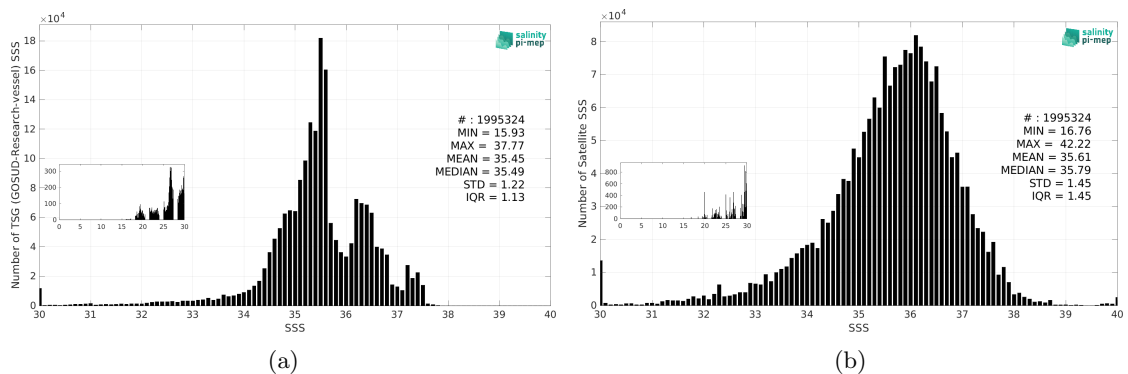 ×10⁴
18
16
14
12
10
8
6
4
2
0
Number of TSG (GOSUD-Research-vessel) SSS
salinity
pi-mep
# : 1995324
MIN = 15.93
MAX = 37.77
MEAN = 35.45
MEDIAN = 35.49
STD = 1.22
IQR = 1.13
300
200
100
0
0 5 10 15 20 25 30
30 31 32 33 34 35 36 37 38 39 40
SSS
(a)
×10⁴
8
7
6
5
4
3
2
1
0
Number of Satellite SSS
salinity
pi-mep
# : 1995324
MIN = 16.76
MAX = 42.22
MEAN = 35.61
MEDIAN = 35.79
STD = 1.45
IQR = 1.45
800
600
400
200
0
0 5 10 15 20 25 30
30 31 32 33 34 35 36 37 38 39 40
SSS
(b)